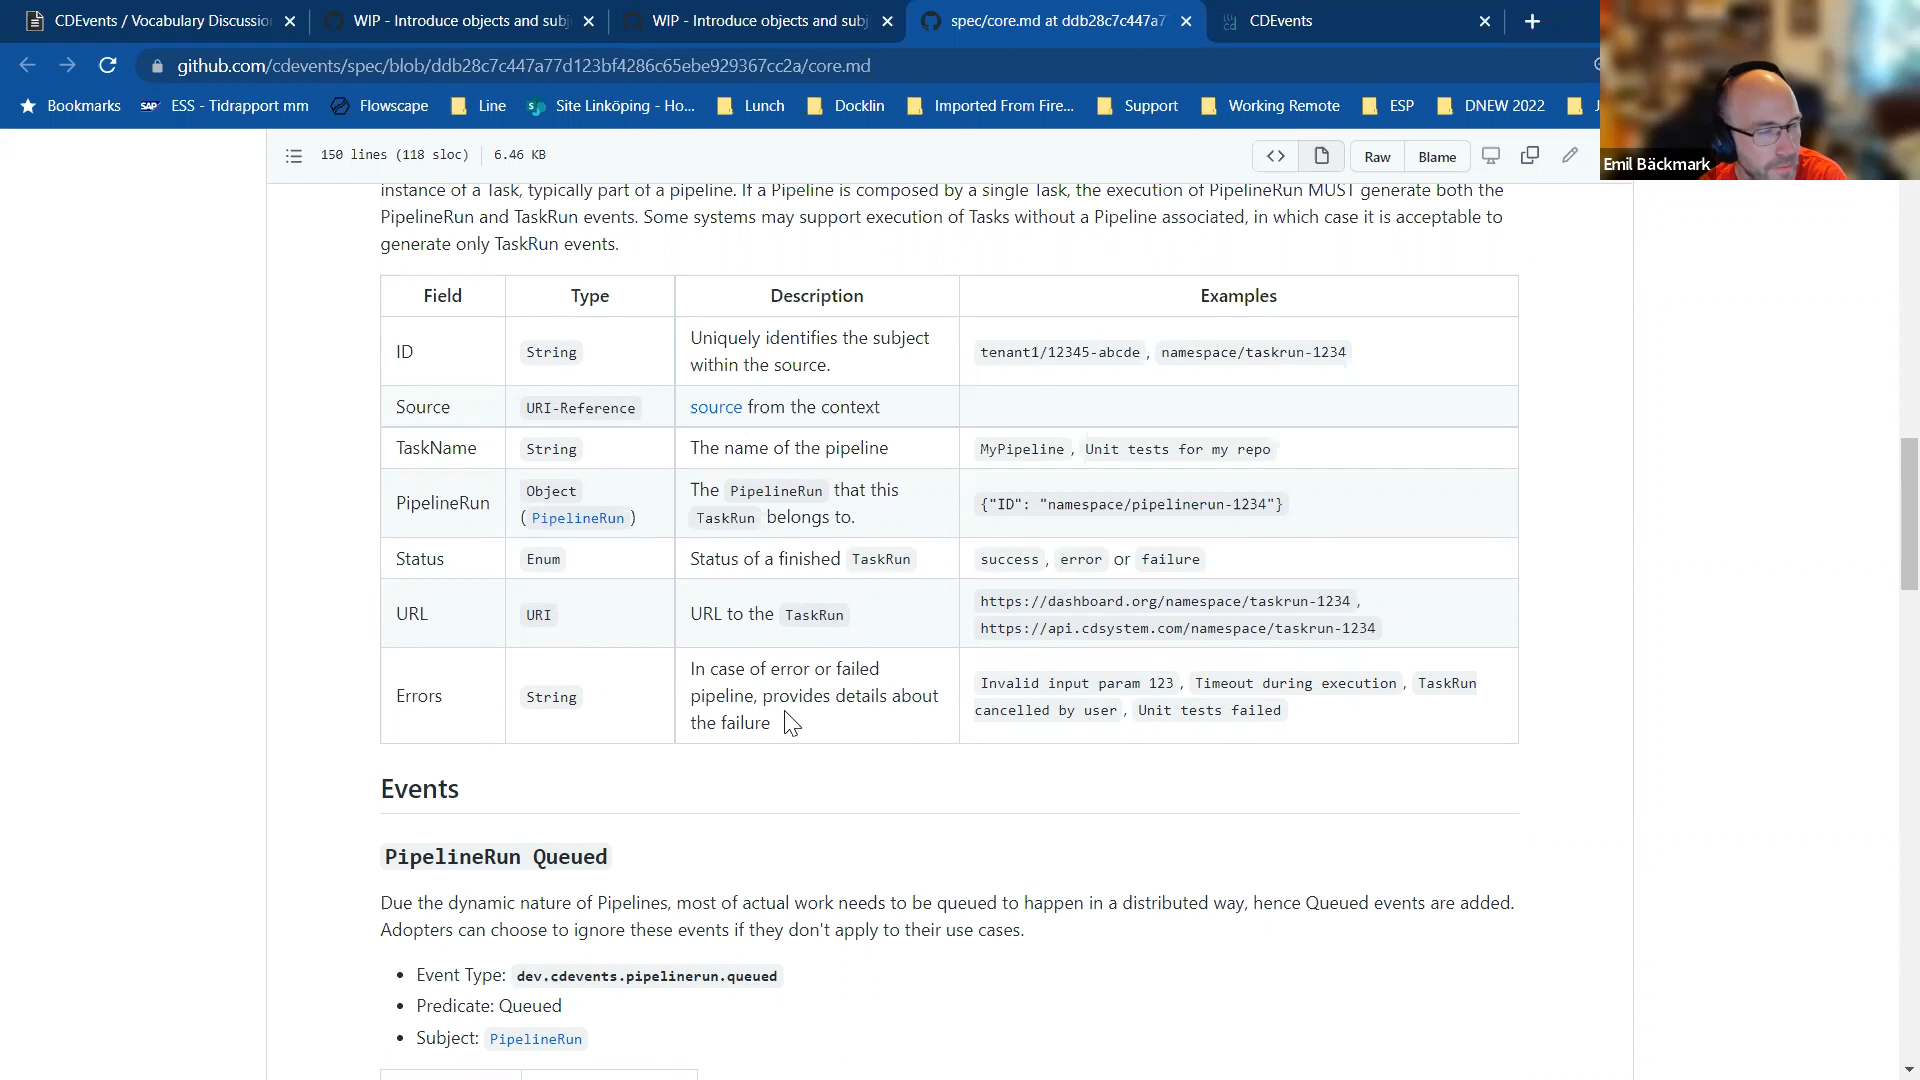 CDEvents / Vocabulary Discussio
WIP - Introduce objects and subj
WIP - Introduce objects and subj
spec/core.md at ddb28c7c447a7
CDEvents
github.com/cdevents/spec/blob/ddb28c7c447a77d123bf4286c65ebe929367cc2a/core.md
Bookmarks
SAP ESS - Tidrapport mm
Flowscape
Line
Site Linköping - Ho...
Lunch
Docklin
Imported From Fire...
Support
Working Remote
ESP
DNEW 2022
Emil Bäckmark
150 lines (118 sloc) 6.46 KB
Raw
Blame
instance of a Task, typically part of a pipeline. If a Pipeline is composed by a single Task, the execution of PipelineRun MUST generate both the
PipelineRun and TaskRun events. Some systems may support execution of Tasks without a Pipeline associated, in which case it is acceptable to
generate only TaskRun events.
Field Type Description Examples
ID String Uniquely identifies the subject within the source. tenant1/12345-abcde , namespace/taskrun-1234
Source URI-Reference source from the context
TaskName String The name of the pipeline MyPipeline , Unit tests for my repo
PipelineRun Object ( PipelineRun ) The PipelineRun that this TaskRun belongs to. {"ID": "namespace/pipelinerun-1234"}
Status Enum Status of a finished TaskRun success , error or failure
URL URI URL to the TaskRun https://dashboard.org/namespace/taskrun-1234 , https://api.cdsystem.com/namespace/taskrun-1234
Errors String In case of error or failed pipeline, provides details about the failure Invalid input param 123 , Timeout during execution , TaskRun cancelled by user , Unit tests failed
Events
PipelineRun Queued
Due the dynamic nature of Pipelines, most of actual work needs to be queued to happen in a distributed way, hence Queued events are added.
Adopters can choose to ignore these events if they don't apply to their use cases.
• Event Type: dev.cdevents.pipelinerun.queued
• Predicate: Queued
• Subject: PipelineRun